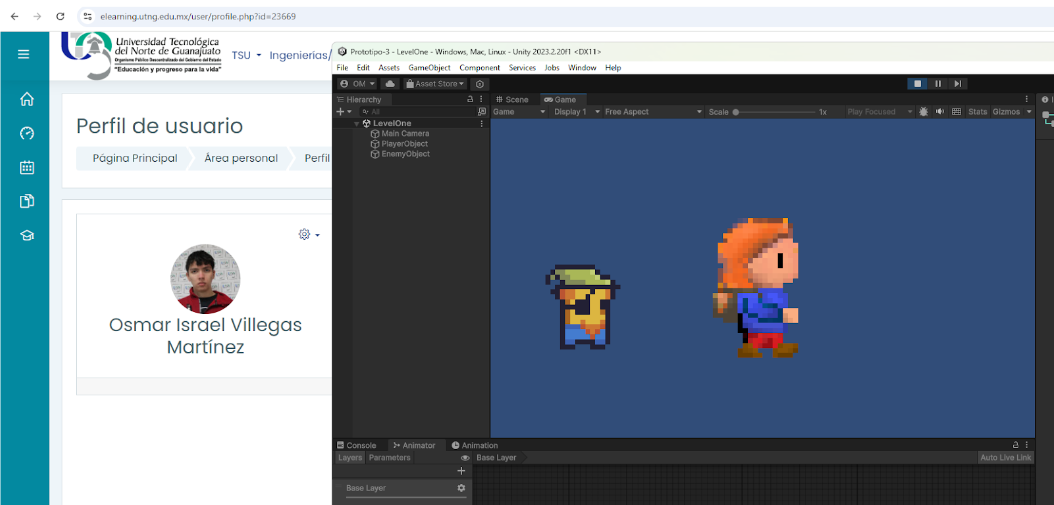 elearning.utng.edu.mx/user/profile.php?id=23669
Universidad Tecnológica
del Norte de Guanajuato
Organismo Público Descentralizado del Gobierno del Estado
"Educación y progreso para la vida"
TSU
Ingenierías/
Perfil de usuario
Página Principal
Área personal
Perfil
Osmar Israel Villegas
Martínez
Prototipo-3 - LevelOne - Windows, Mac, Linux - Unity 2023.2.20f1 <DX11>
File Edit Assets GameObject Component Services Jobs Window Help
OM
Asset Store
Hierarchy
All
LevelOne
Main Camera
PlayerObject
EnemyObject
Scene
Game
Game
Display 1
Free Aspect
Scale
1x
Play Focused
Stats
Gizmos
Console
Animator
Animation
Layers
Parameters
Base Layer
Auto Live Link
Base Layer